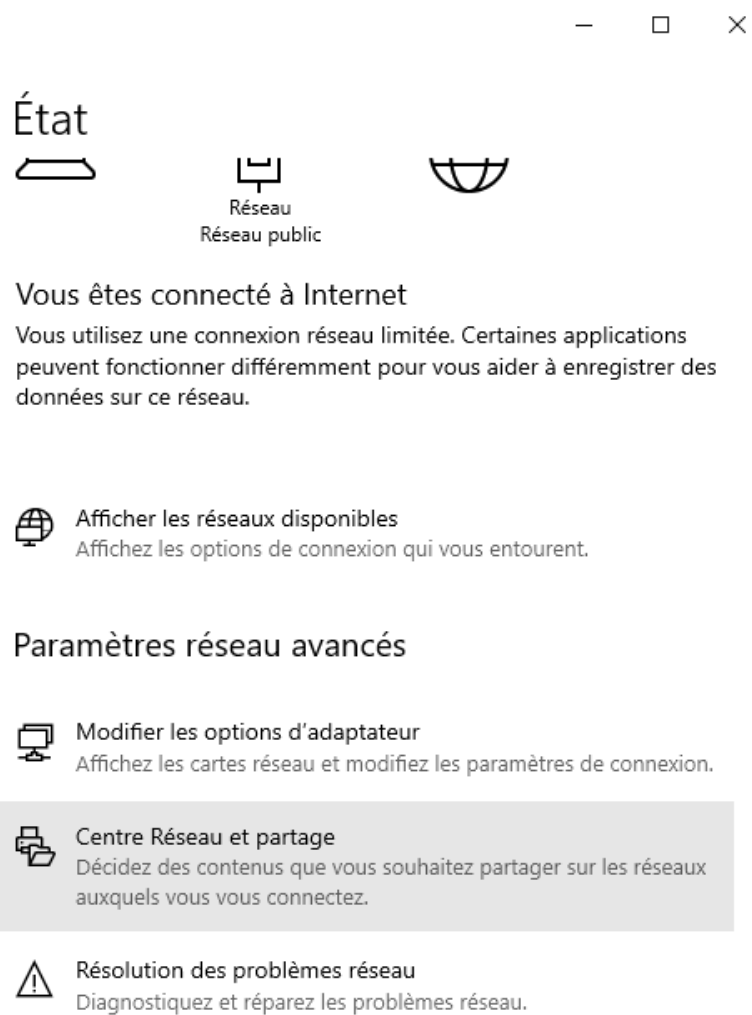 État
Réseau
Réseau public
Vous êtes connecté à Internet
Vous utilisez une connexion réseau limitée. Certaines applications
peuvent fonctionner différemment pour vous aider à enregistrer des
données sur ce réseau.
Afficher les réseaux disponibles
Affichez les options de connexion qui vous entourent.
Paramètres réseau avancés
Modifier les options d’adaptateur
Affichez les cartes réseau et modifiez les paramètres de connexion.
Centre Réseau et partage
Décidez des contenus que vous souhaitez partager sur les réseaux
auxquels vous vous connectez.
Résolution des problèmes réseau
Diagnostiquez et réparez les problèmes réseau.